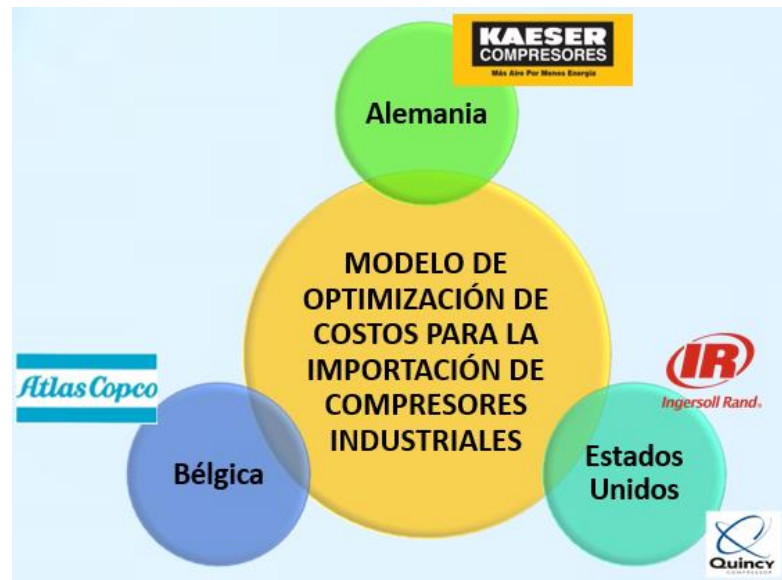 KAESER
COMPRESORES
Más Aire Por Menos Energía
Alemania
MODELO DE
OPTIMIZACIÓN DE
COSTOS PARA LA
IMPORTACIÓN DE
COMPRESORES
INDUSTRIALES
Atlas Copco
Bélgica
IR
Ingersoll Rand.
Estados
Unidos
Quincy
COMPRESSOR